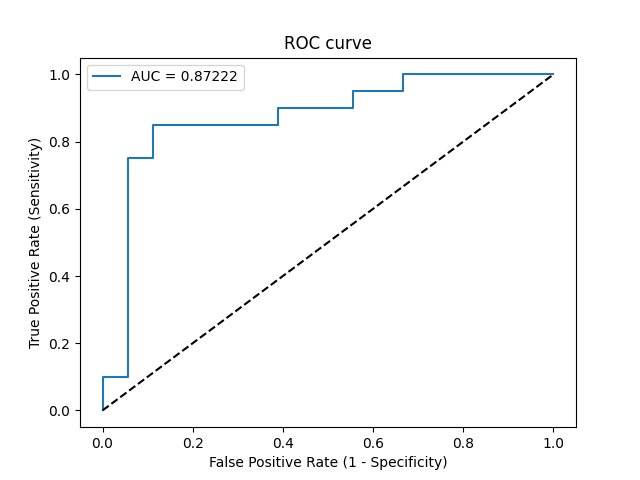 ROC curve
AUC = 0.87222
True Positive Rate (Sensitivity)
1.0
0.8
0.6
0.4
0.2
0.0
0.0 0.2 0.4 0.6 0.8 1.0
False Positive Rate (1 - Specificity)